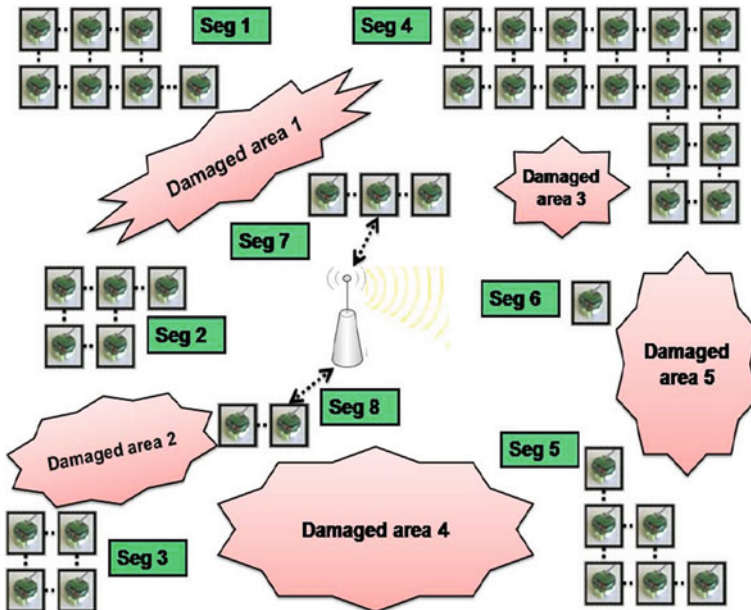 Seg 1
Seg 4
Damaged area 1
Damaged
area 3
Seg 7
Seg 6
Seg 2
Damaged
area 5
Seg 8
Damaged area 2
Seg 5
Damaged area 4
Seg 3